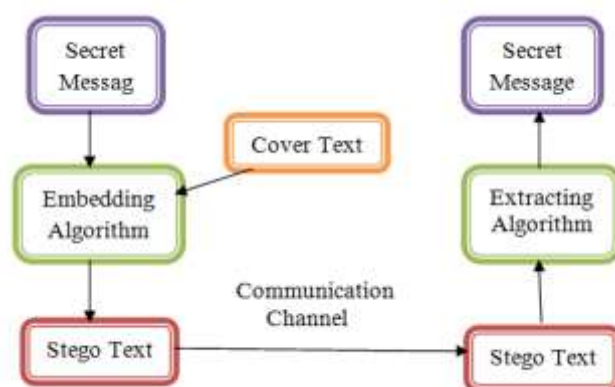 Secret
Messag
Secret
Message
Cover Text
Embedding
Algorithm
Extracting
Algorithm
Communication
Channel
Stego Text
Stego Text